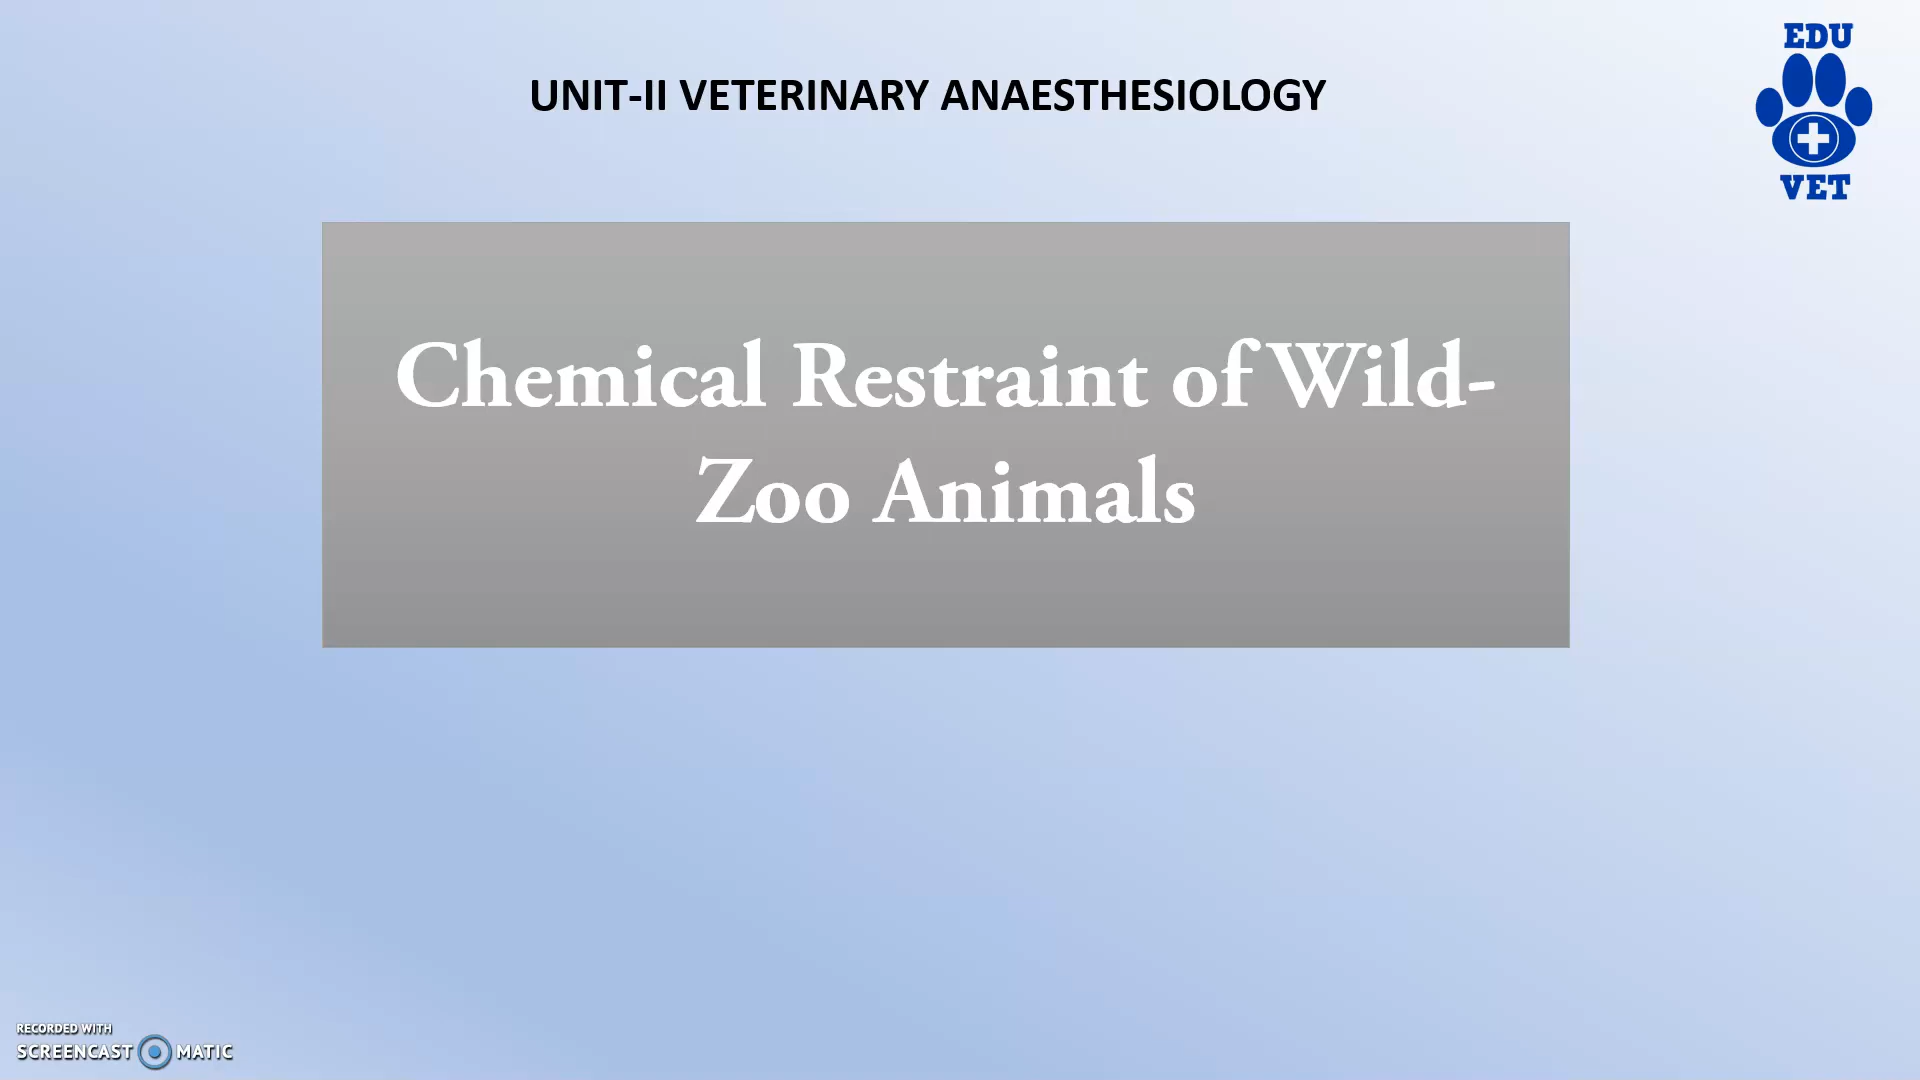 EDU
UNIT-II VETERINARY ANAESTHESIOLOGY
VET
Chemical Restraint of Wild-
Zoo Animals
RECORDED WITH
SCREENCAST MATIC